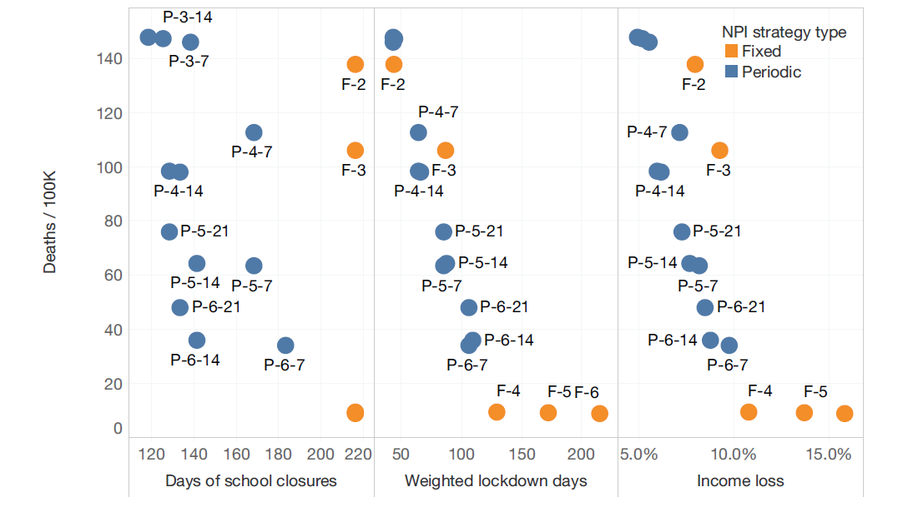 P-3-14
NPI strategy type
Fixed
Periodic
P-3-7
F-2
F-2
F-2
P-4-7
P-4-7
P-4-7
F-3
F-3
F-3
P-4-14
P-4-14
P-4-14
P-5-21
P-5-21
P-5-21
P-5-14
P-5-14
P-5-14
P-5-7
P-5-7
P-5-7
P-6-21
P-6-21
P-6-21
P-6-14
P-6-14
P-6-14
P-6-7
P-6-7
P-6-7
F-4
F-5
F-6
F-4
F-5
Deaths / 100K
140
120
100
80
60
40
20
0
120 140 160 180 200 220
50 100 150 200
5.0% 10.0% 15.0%
Days of school closures
Weighted lockdown days
Income loss